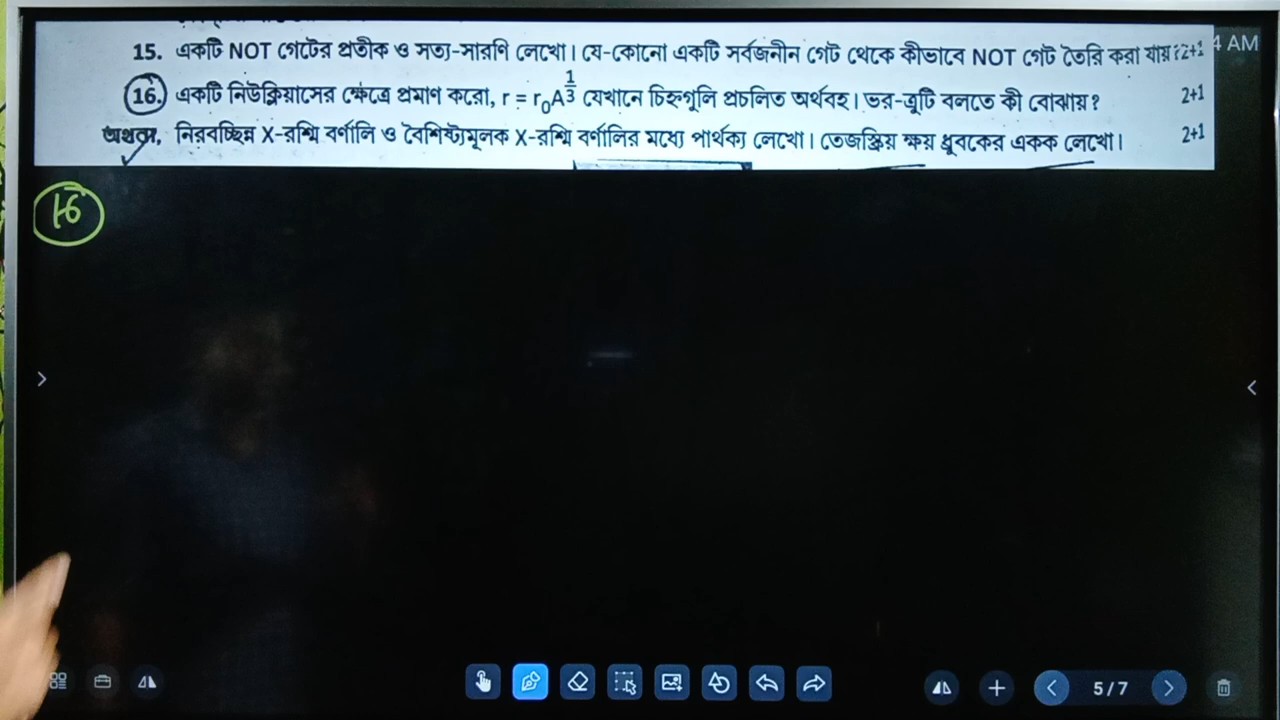 4 AM
15. একটি NOT গেটের প্রতীক ও সত্য-সারণি লেখো। যে-কোনো একটি সর্বজনীন গেট থেকে কীভাবে NOT গেট তৈরি করা যায়? 2+1
16. একটি নিউক্লিয়াসের ক্ষেত্রে প্রমাণ করো, r = r₀A^(1/3) যেখানে চিহ্নগুলি প্রচলিত অর্থবহ। ভর-ত্রুটি বলতে কী বোঝায়? 2+1
অথবা, নিরবচ্ছিন্ন X-রশ্মি বর্ণালি ও বৈশিষ্ট্যমূলক X-রশ্মি বর্ণালির মধ্যে পার্থক্য লেখো। তেজস্ক্রিয় ক্ষয় ধ্রুবকের একক লেখো। 2+1
16
5/7